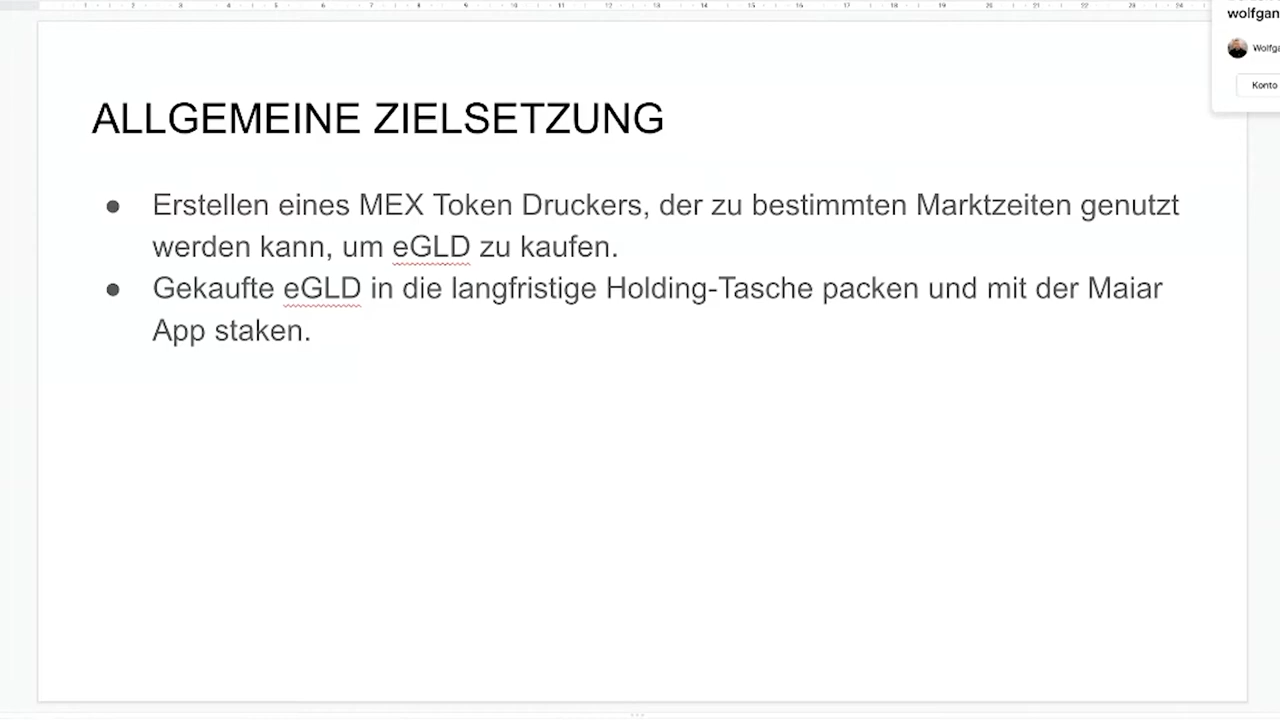 wolfgan
Wolfga
Konto
ALLGEMEINE ZIELSETZUNG
● Erstellen eines MEX Token Druckers, der zu bestimmten Marktzeiten genutzt
werden kann, um eGLD zu kaufen.
● Gekaufte eGLD in die langfristige Holding-Tasche packen und mit der Maiar
App staken.